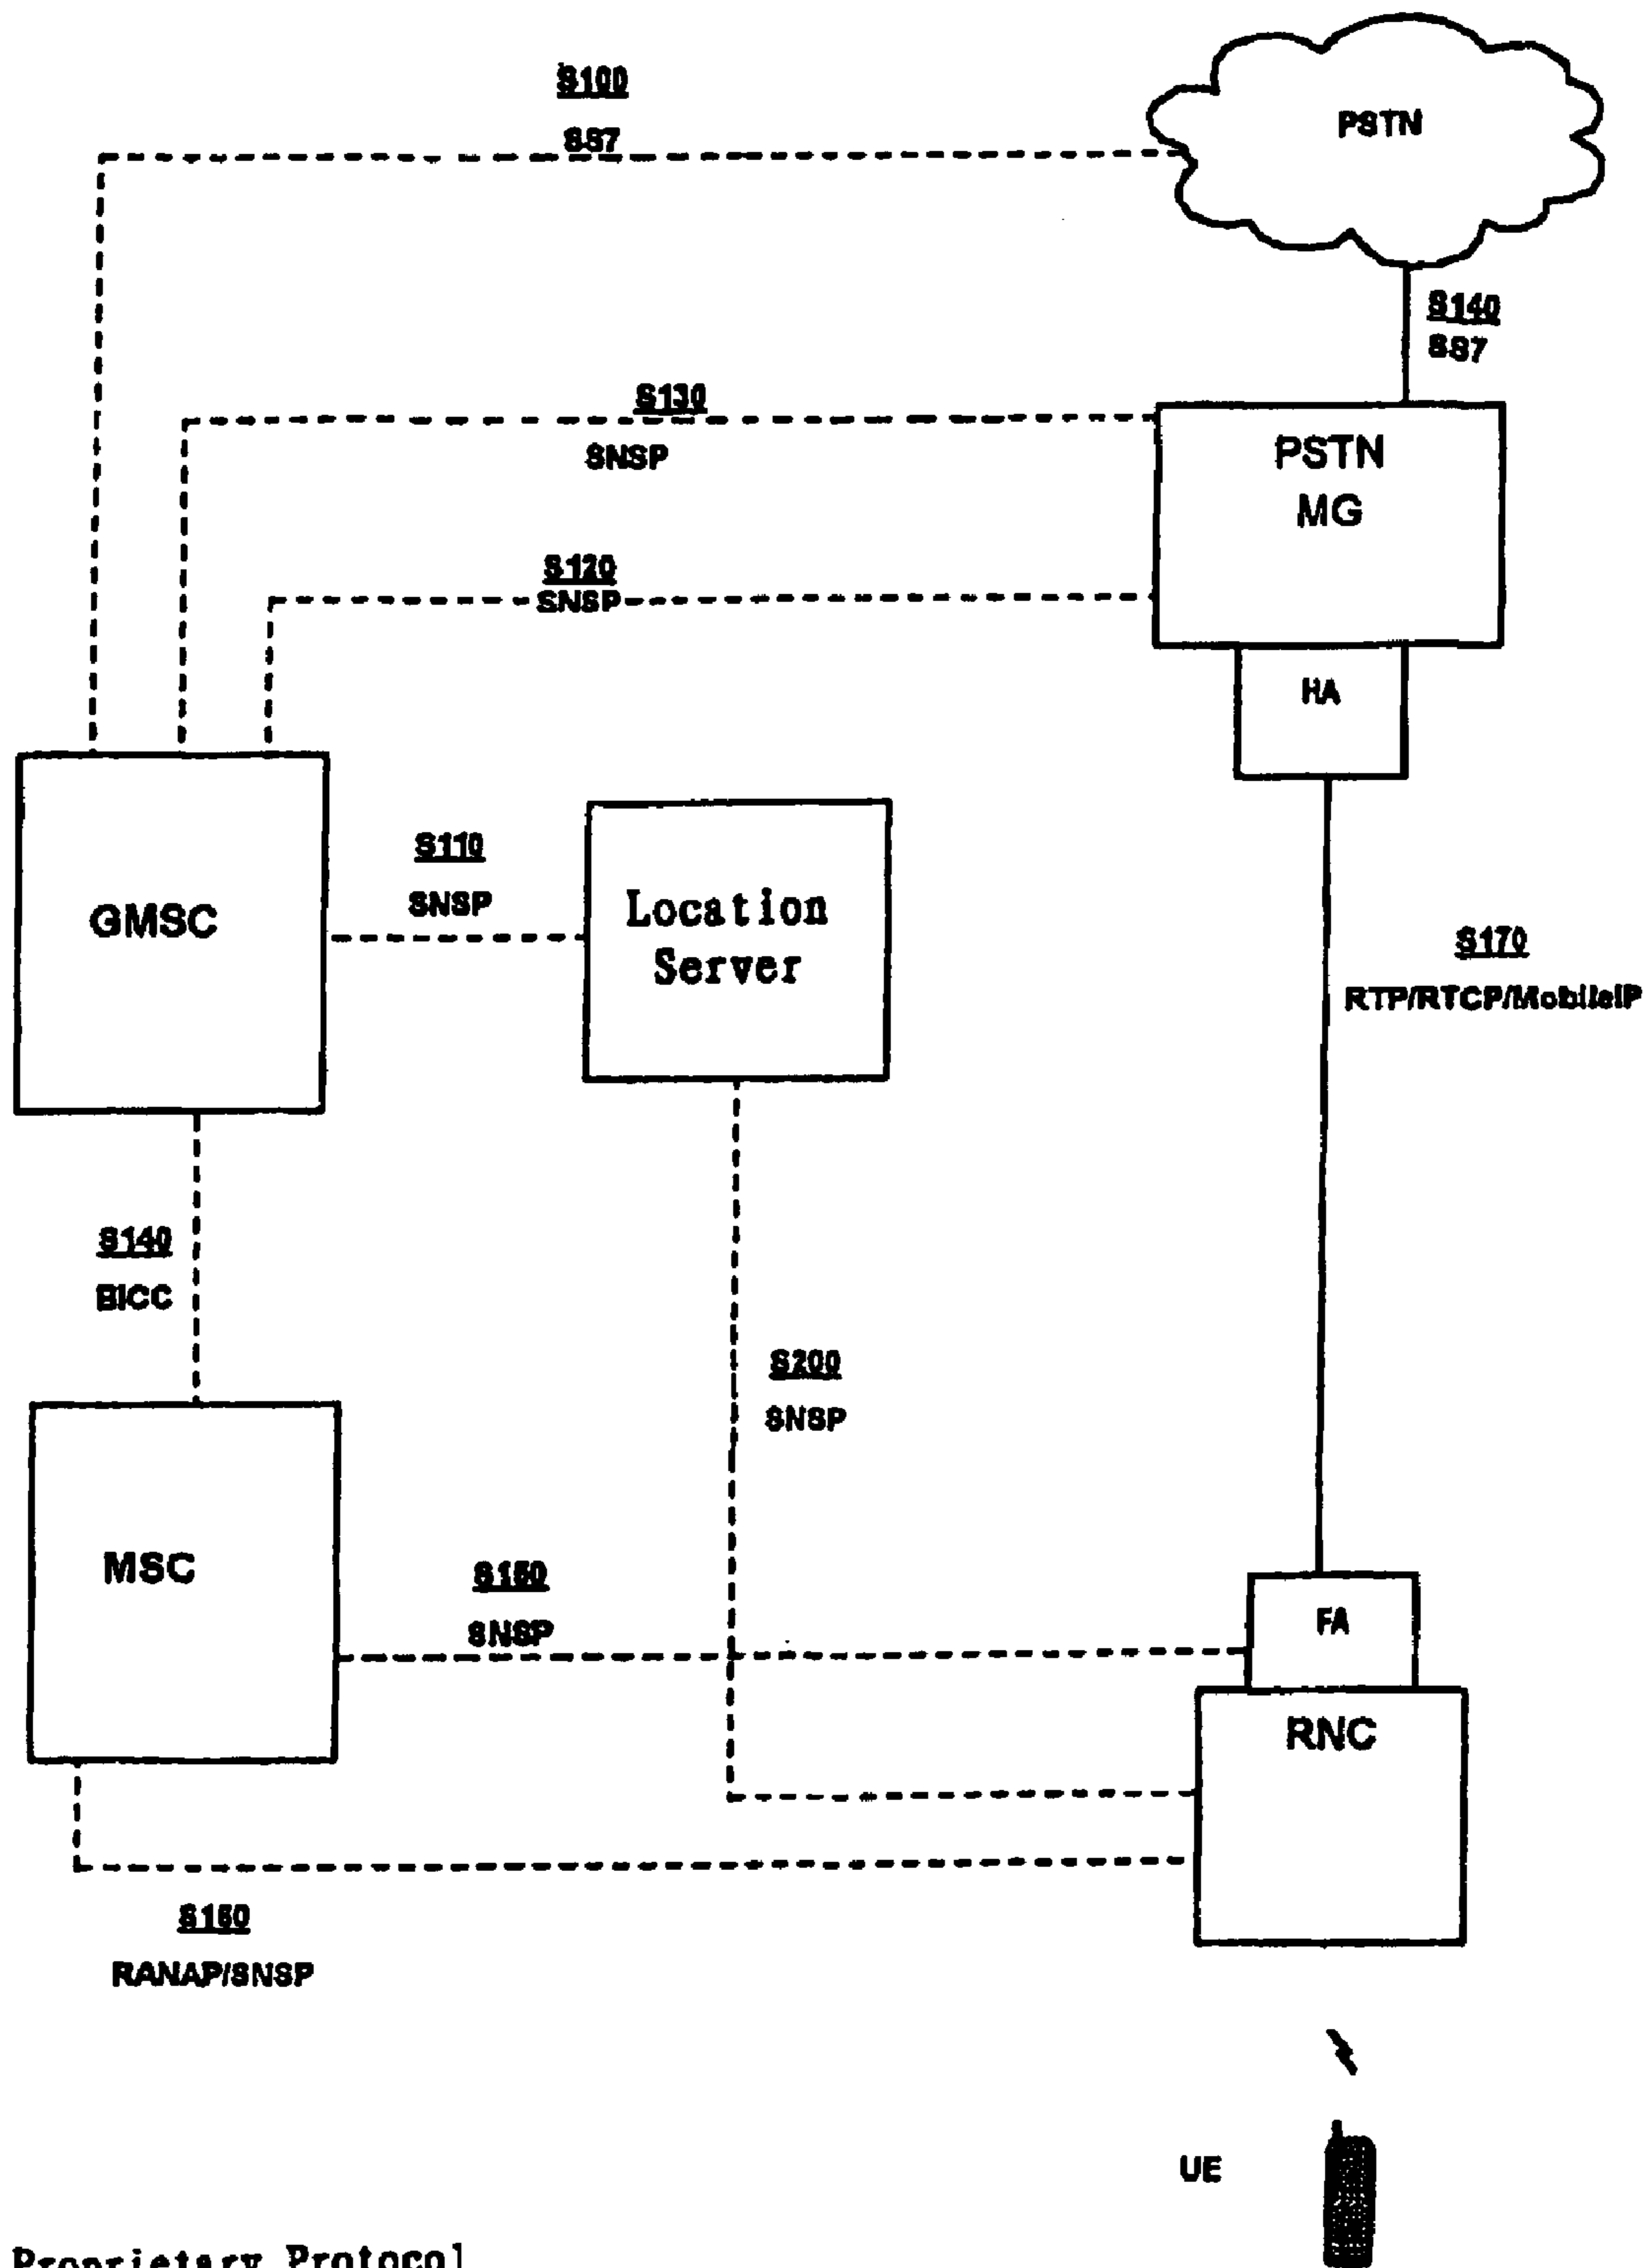 S100
SS7
PSTN
S140
SS7
S130
SNSP
PSTN
MG
S120
SNSP
HA
S110
SNSP
GMSC
Location
Server
S170
RTP/RTCP/MobileIP
S140
BICC
S200
SNSP
MSC
S150
SNSP
FA
RNC
RANAP/SNSP
UE
Proprietary Protocol